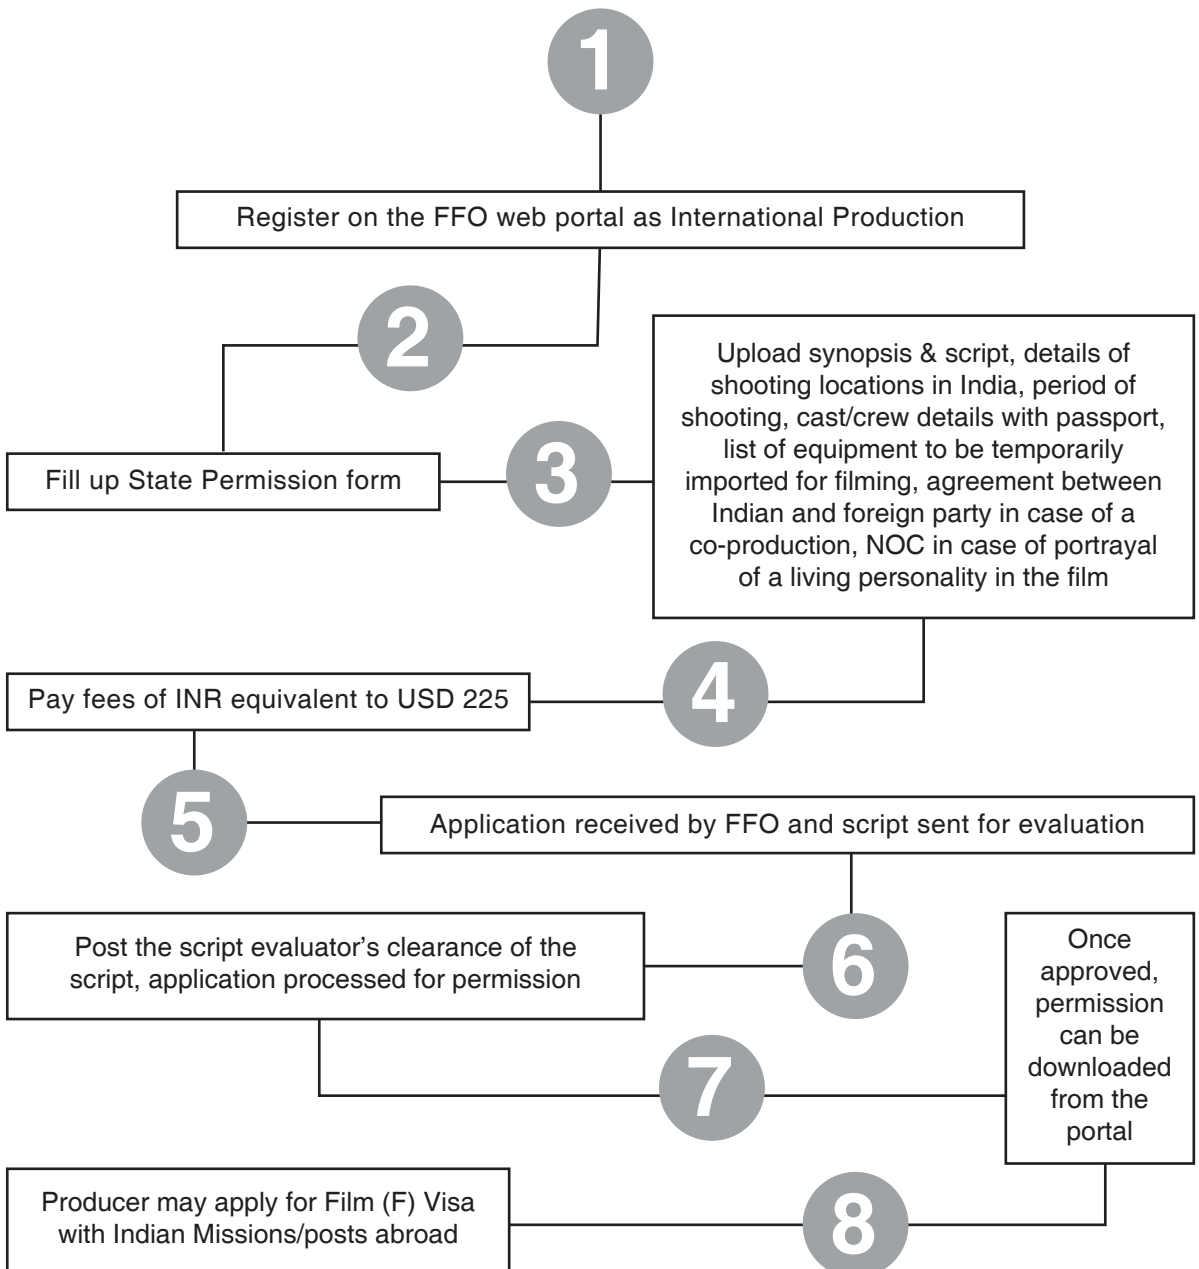 1
Register on the FFO web portal as International Production
2
Fill up State Permission form
3
Upload synopsis & script, details of
shooting locations in India, period of
shooting, cast/crew details with passport,
list of equipment to be temporarily
imported for filming, agreement between
Indian and foreign party in case of a
co-production, NOC in case of portrayal
of a living personality in the film
4
Pay fees of INR equivalent to USD 225
5
Application received by FFO and script sent for evaluation
6
Post the script evaluator's clearance of the
script, application processed for permission
7
Once
approved,
permission
can be
downloaded
from the
portal
8
Producer may apply for Film (F) Visa
with Indian Missions/posts abroad